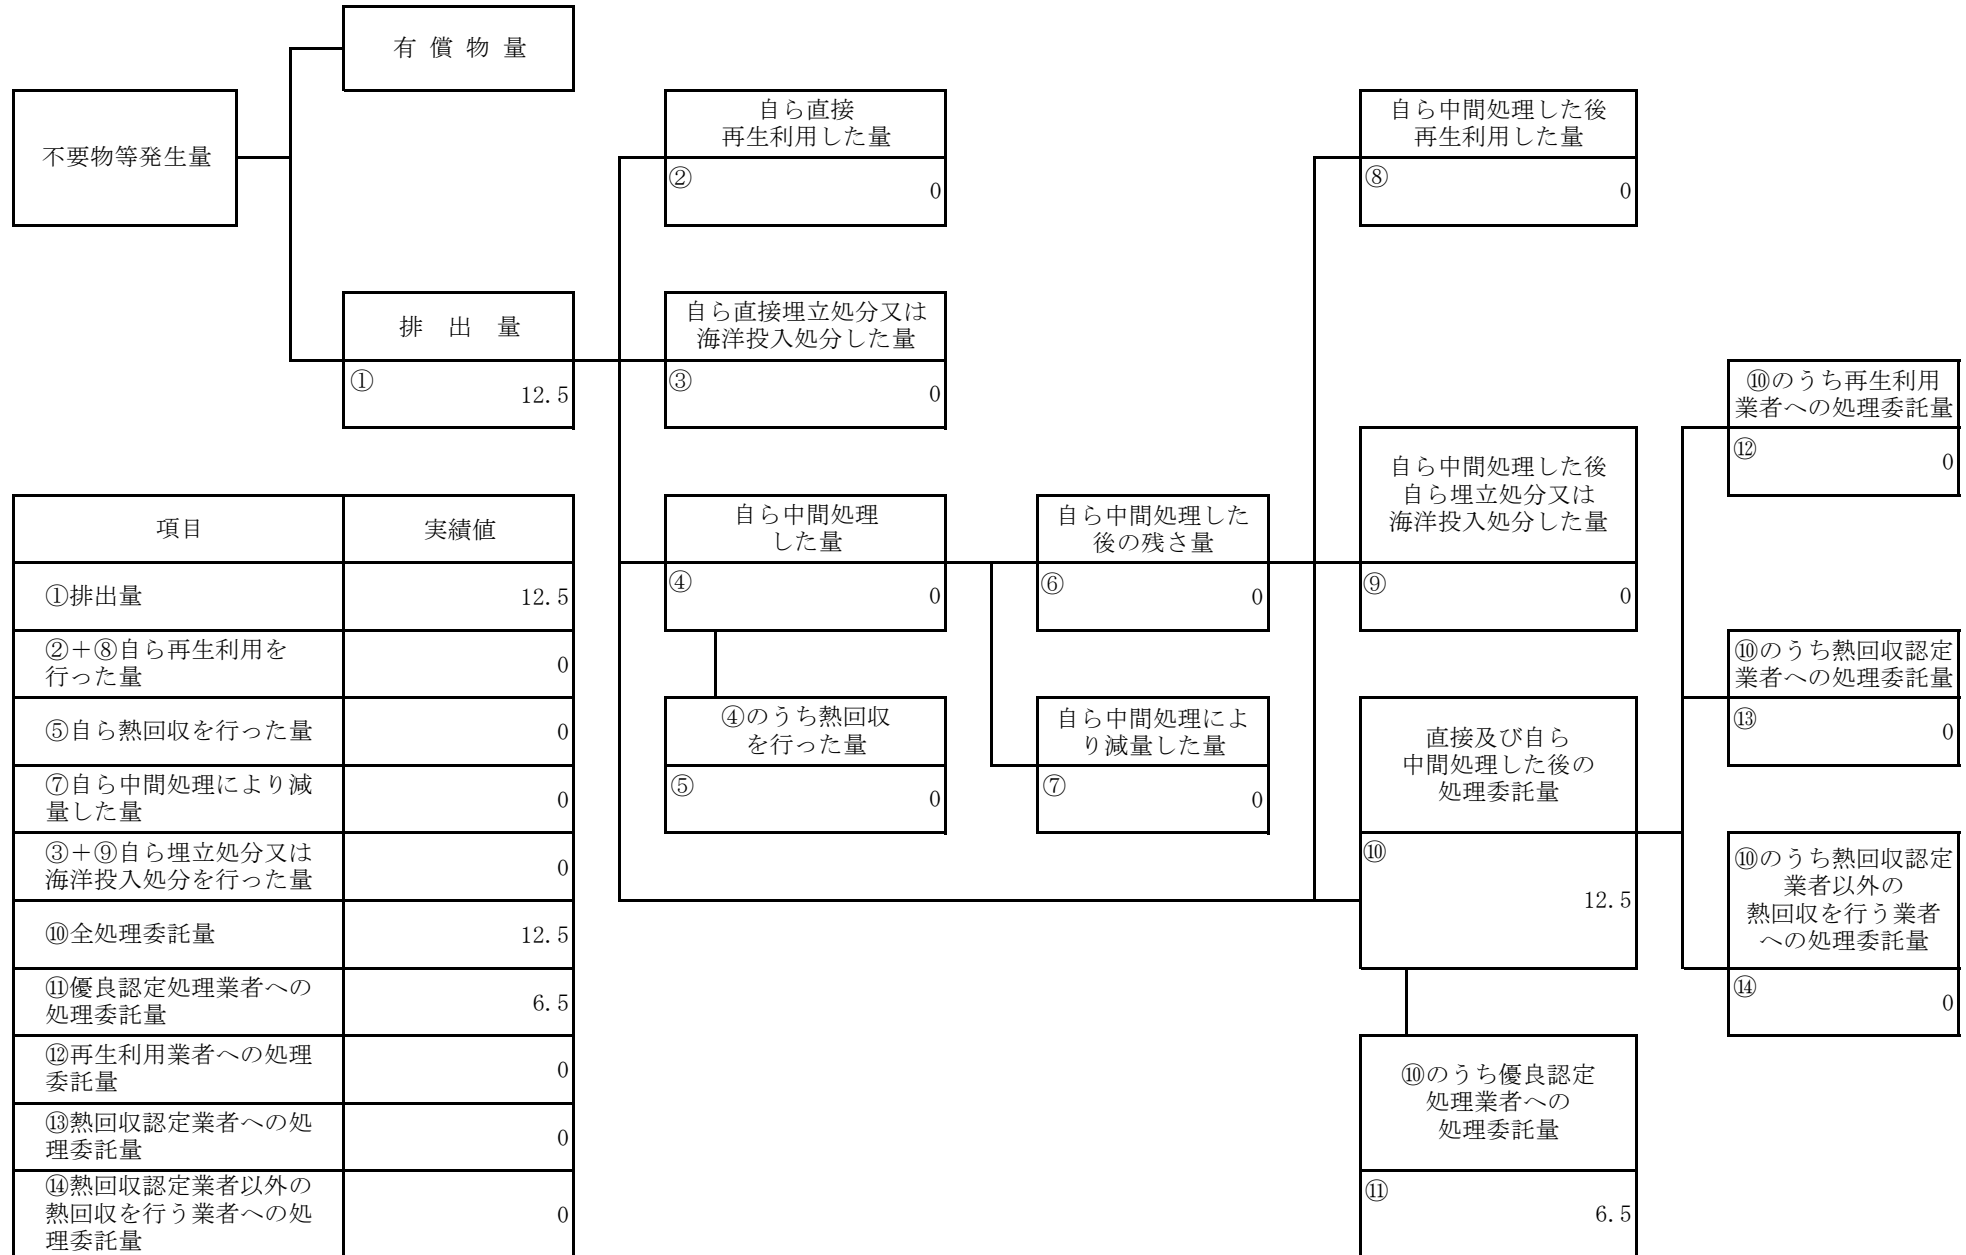 有 償 物 量
不要物等発生量
自ら直接
再生利用した量
②
0
自ら中間処理した後
再生利用した量
⑧
0
排 出 量
①
12.5
自ら直接埋立処分又は
海洋投入処分した量
③
0
⑩のうち再生利用
業者への処理委託量
⑫
0
自ら中間処理
した量
④
0
自ら中間処理した
後の残さ量
⑥
0
自ら中間処理した後
自ら埋立処分又は
海洋投入処分した量
⑨
0
⑩のうち熱回収認定
業者への処理委託量
⑬
0
④のうち熱回収
を行った量
⑤
0
自ら中間処理によ
り減量した量
⑦
0
直接及び自ら
中間処理した後の
処理委託量
⑩
12.5
⑩のうち熱回収認定
業者以外の
熱回収を行う業者
への処理委託量
⑭
0
⑩のうち優良認定
処理業者への
処理委託量
⑪
6.5
項目 実績値
①排出量 12.5
②＋⑧自ら再生利用を
行った量
0
⑤自ら熱回収を行った量 0
⑦自ら中間処理により減
量した量
0
③＋⑨自ら埋立処分又は
海洋投入処分を行った量
0
⑩全処理委託量 12.5
⑪優良認定処理業者への
処理委託量
6.5
⑫再生利用業者への処理
委託量
0
⑬熱回収認定業者への処
理委託量
0
⑭熱回収認定業者以外の
熱回収を行う業者への処
理委託量
0